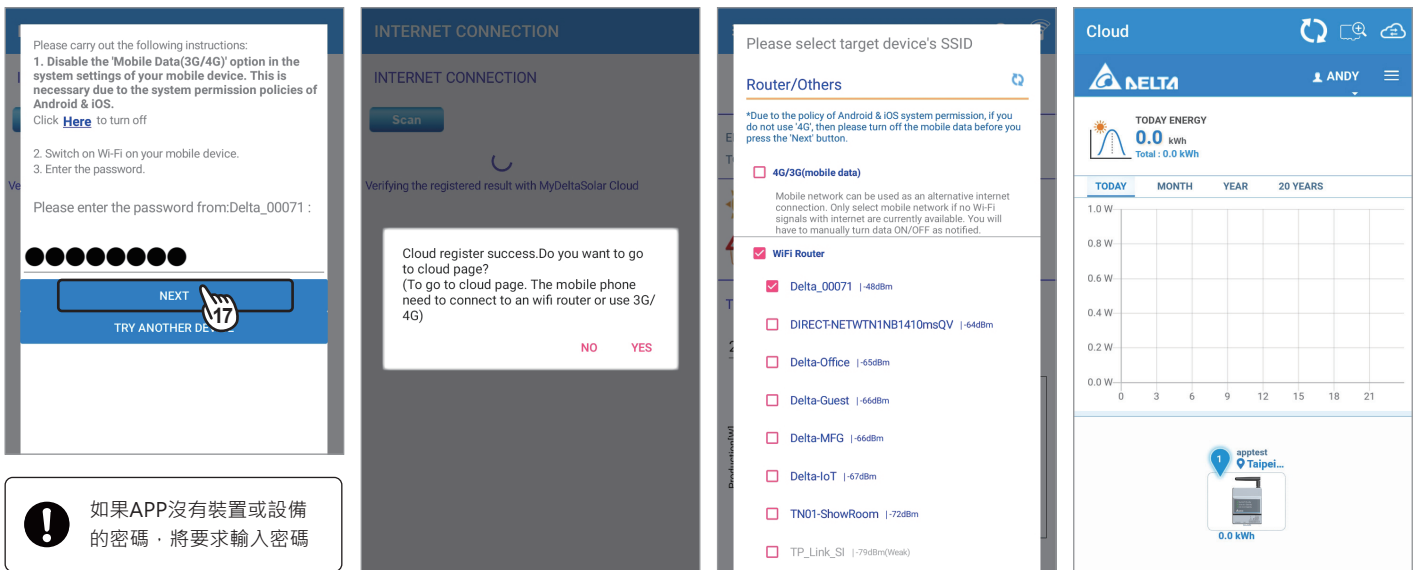 Please carry out the following instructions:
1. Disable the 'Mobile Data(3G/4G)' option in the
system settings of your mobile device. This is
necessary due to the system permission policies of
Android & iOS.
Click Here to turn off
2. Switch on Wi-Fi on your mobile device.
3. Enter the password.
Please enter the password from:Delta_00071 :
NEXT
17
TRY ANOTHER
如果APP沒有裝置或設備
的密碼，將要求輸入密碼
INTERNET CONNECTION
INTERNET CONNECTION
Scan
Verifying the registered result with MyDeltaSolar Cloud
Cloud register success.Do you want to go
to cloud page?
(To go to cloud page. The mobile phone
need to connect to an wifi router or use 3G/
4G)
NO YES
Please select target device's SSID
Router/Others
*Due to the policy of Android & iOS system permission, if you
do not use '4G', then please turn off the mobile data before you
press the 'Next' button.
4G/3G(mobile data)
Mobile network can be used as an alternative internet
connection. Only select mobile network if no Wi-Fi
signals with internet are currently available. You will
have to manually turn data ON/OFF as notified.
WiFi Router
Delta_00071 |-48dBm
DIRECT-NETWTN1NB1410msQV |-64dBm
Delta-Office |-65dBm
Delta-Guest |-66dBm
Delta-MFG |-66dBm
Delta-IoT |-67dBm
TN01-ShowRoom |-72dBm
TP_Link_SI |-79dBm(Weak)
Cloud
DELTA
ANDY
TODAY ENERGY
0.0 kWh
Total : 0.0 kWh
TODAY MONTH YEAR 20 YEARS
1.0 W
0.8 W
0.6 W
0.4 W
0.2 W
0.0 W
0 3 6 9 12 15 18 21
1
apptest
Taipei...
0.0 kWh